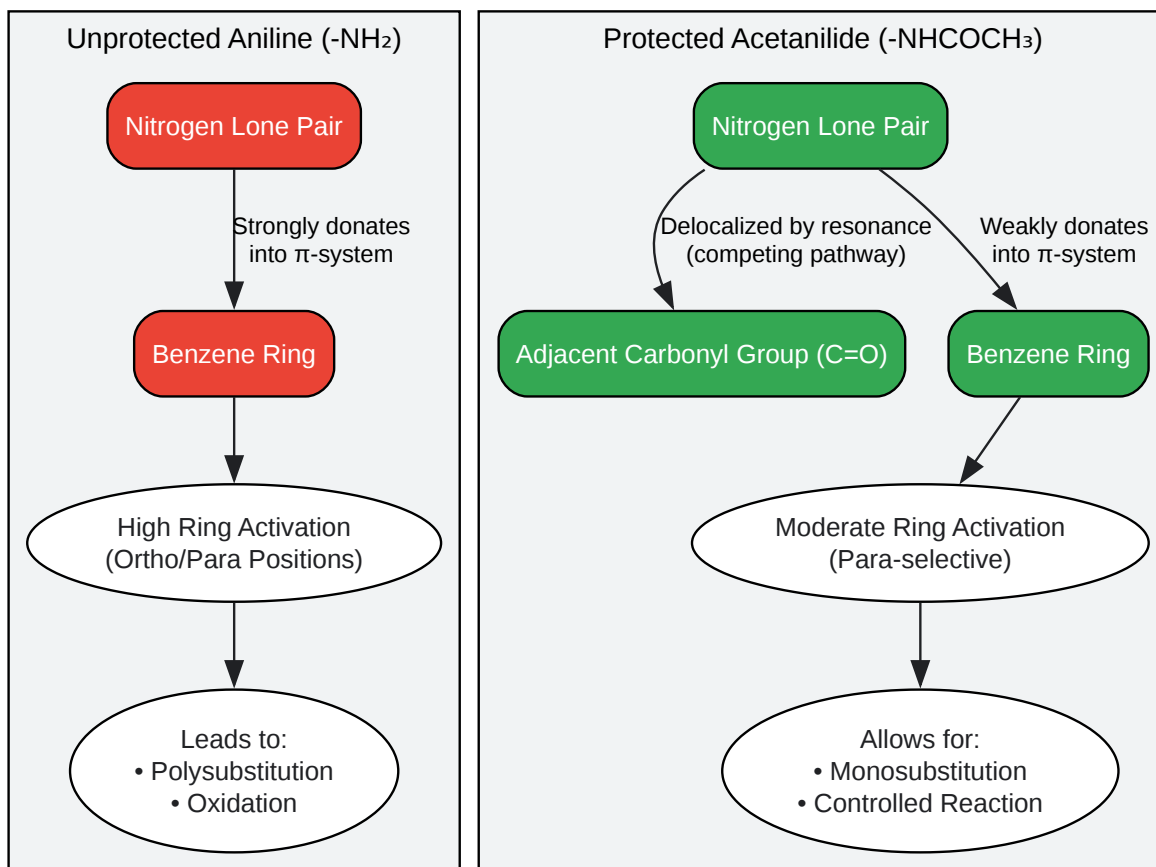 Unprotected Aniline (-NH₂)
Nitrogen Lone Pair
Strongly donates
into π-system
Benzene Ring
High Ring Activation
(Ortho/Para Positions)
Leads to:
• Polysubstitution
• Oxidation
Protected Acetanilide (-NHCOCH₃)
Nitrogen Lone Pair
Delocalized by resonance
(competing pathway)
Weakly donates
into π-system
Adjacent Carbonyl Group (C=O)
Benzene Ring
Moderate Ring Activation
(Para-selective)
Allows for:
• Monosubstitution
• Controlled Reaction